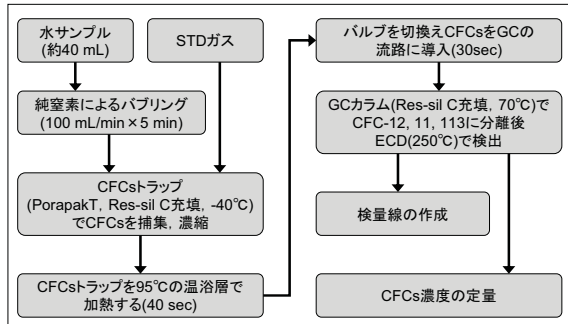 水サンプル
(約40 mL)
STDガス
純窒素によるバブリング
(100 mL/min×5 min)
CFCsトラップ
(PorapakT, Res-sil C充填, -40℃)
でCFCsを捕集, 濃縮
CFCsトラップを95℃の温浴層で
加熱する(40 sec)
バルブを切換えCFCsをGCの
流路に導入(30sec)
GCカラム(Res-sil C充填, 70℃)で
CFC-12, 11, 113に分離後
ECD(250℃)で検出
検量線の作成
CFCs濃度の定量